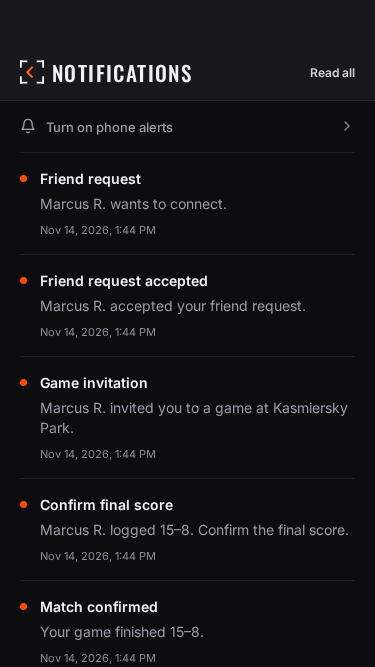 NOTIFICATIONS
Read all
Turn on phone alerts
Friend request
Marcus R. wants to connect.
Nov 14, 2026, 1:44 PM
Friend request accepted
Marcus R. accepted your friend request.
Nov 14, 2026, 1:44 PM
Game invitation
Marcus R. invited you to a game at Kasmiersky
Park.
Nov 14, 2026, 1:44 PM
Confirm final score
Marcus R. logged 15–8. Confirm the final score.
Nov 14, 2026, 1:44 PM
Match confirmed
Your game finished 15–8.
Nov 14, 2026, 1:44 PM